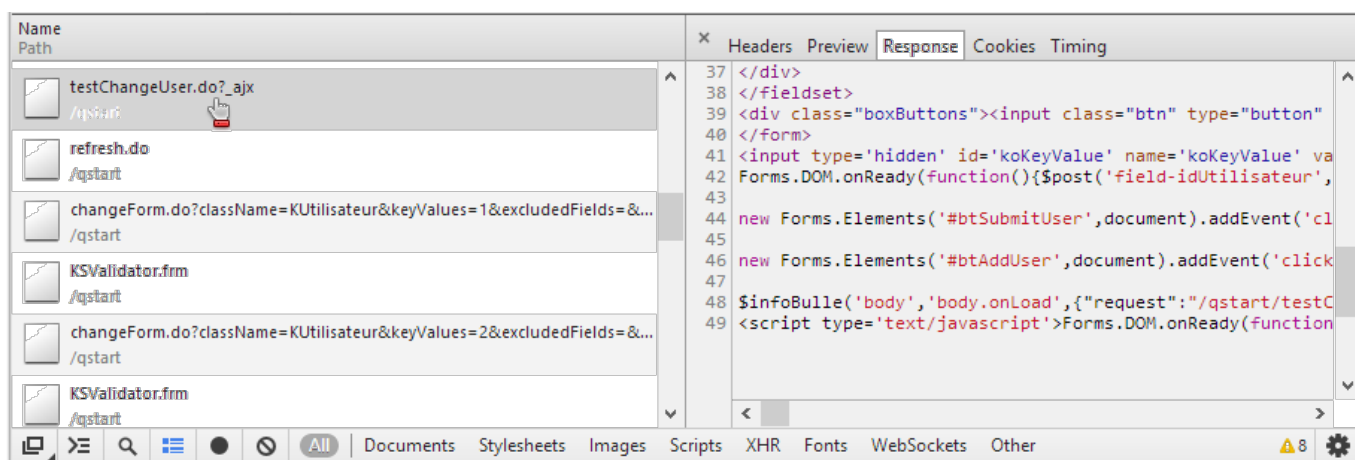 Name
Path
testChangeUser.do?_ajx
/qstart
refresh.do
/qstart
changeForm.do?className=KUtilisateur&keyValues=1&excludedFields=&...
/qstart
KSValidator.frm
/qstart
changeForm.do?className=KUtilisateur&keyValues=2&excludedFields=&...
/qstart
KSValidator.frm
/qstart
× Headers Preview Response Cookies Timing
37 </div>
38 </fieldset>
39 <div class="boxButtons"><input class="btn" type="button"
40 </form>
41 <input type='hidden' id='koKeyValue' name='koKeyValue' va
42 Forms.DOM.onReady(function(){$post('field-idUtilisateur',
43
44 new Forms.Elements('#btSubmitUser',document).addEvent('cl
45
46 new Forms.Elements('#btAddUser',document).addEvent('click
47
48 $infoBulle('body','body.onLoad',{"request":"/qstart/testC
49 <script type='text/javascript'>Forms.DOM.onReady(function
All Documents Stylesheets Images Scripts XHR Fonts WebSockets Other 8